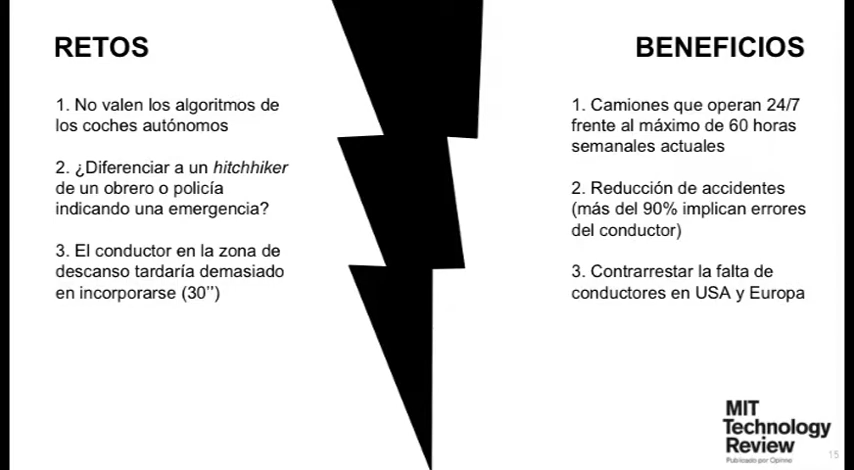 RETOS
1. No valen los algoritmos de
los coches autónomos
2. ¿Diferenciar a un hitchhiker
de un obrero o policía
indicando una emergencia?
3. El conductor en la zona de
descanso tardaría demasiado
en incorporarse (30’’)
BENEFICIOS
1. Camiones que operan 24/7
frente al máximo de 60 horas
semanales actuales
2. Reducción de accidentes
(más del 90% implican errores
del conductor)
3. Contrarrestar la falta de
conductores en USA y Europa
MIT
Technology
Review
Publicado por Opinno
15